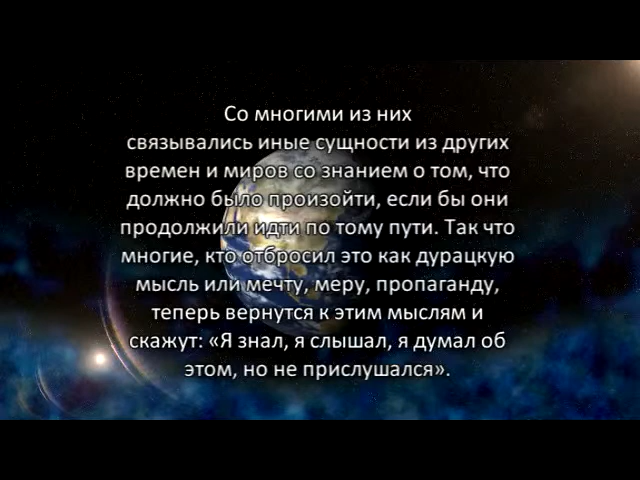 Со многими из них
связывались иные сущности из других
времен и миров со знанием о том, что
должно было произойти, если бы они
продолжили идти по тому пути. Так что
многие, кто отбросил это как дурацкую
мысль или мечту, меру, пропаганду,
теперь вернутся к этим мыслям и
скажут: «Я знал, я слышал, я думал об
этом, но не прислушался».